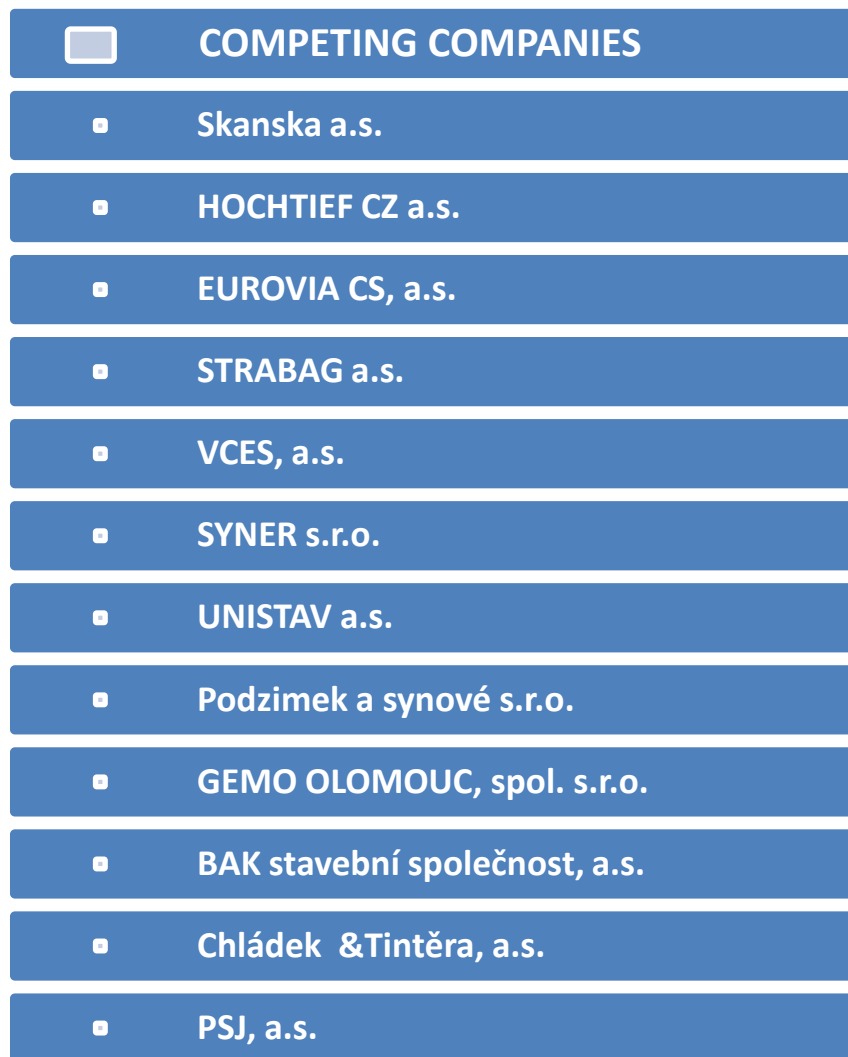 COMPETING COMPANIES
Skanska a.s.
HOCHTIEF CZ a.s.
EUROVIA CS, a.s.
STRABAG a.s.
VCES, a.s.
SYNER s.r.o.
UNISTAV a.s.
Podzimek a synové s.r.o.
GEMO OLOMOUC, spol. s.r.o.
BAK stavební společnost, a.s.
Chládek  &Tintěra, a.s.
PSJ, a.s.